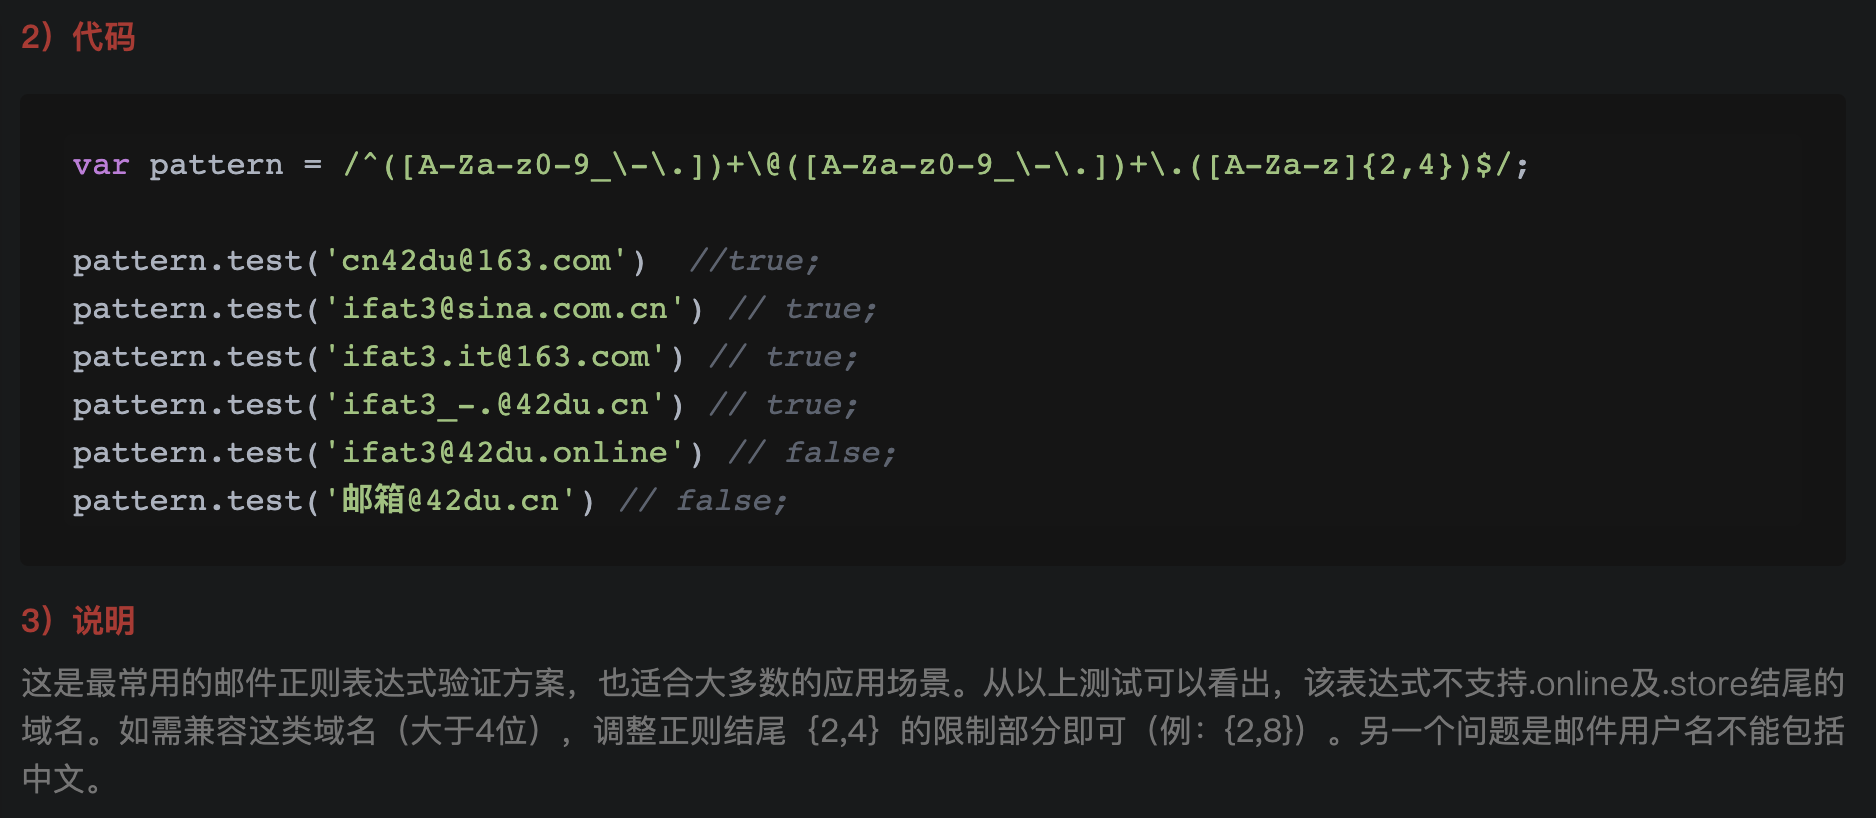 2）代码
var pattern = /^([A-Za-z0-9_\-\.])+\@([A-Za-z0-9_\-\.])+\.([A-Za-z]{2,4})$/;
pattern.test('cn42du@163.com')  //true;
pattern.test('ifat3@sina.com.cn') // true;
pattern.test('ifat3.it@163.com') // true;
pattern.test('ifat3_-.@42du.cn') // true;
pattern.test('ifat3@42du.online') // false;
pattern.test('邮箱@42du.cn') // false;
3）说明
这是最常用的邮件正则表达式验证方案，也适合大多数的应用场景。从以上测试可以看出，该表达式不支持.online及.store结尾的
域名。如需兼容这类域名（大于4位），调整正则结尾｛2,4｝的限制部分即可（例：{2,8}）。另一个问题是邮件用户名不能包括
中文。